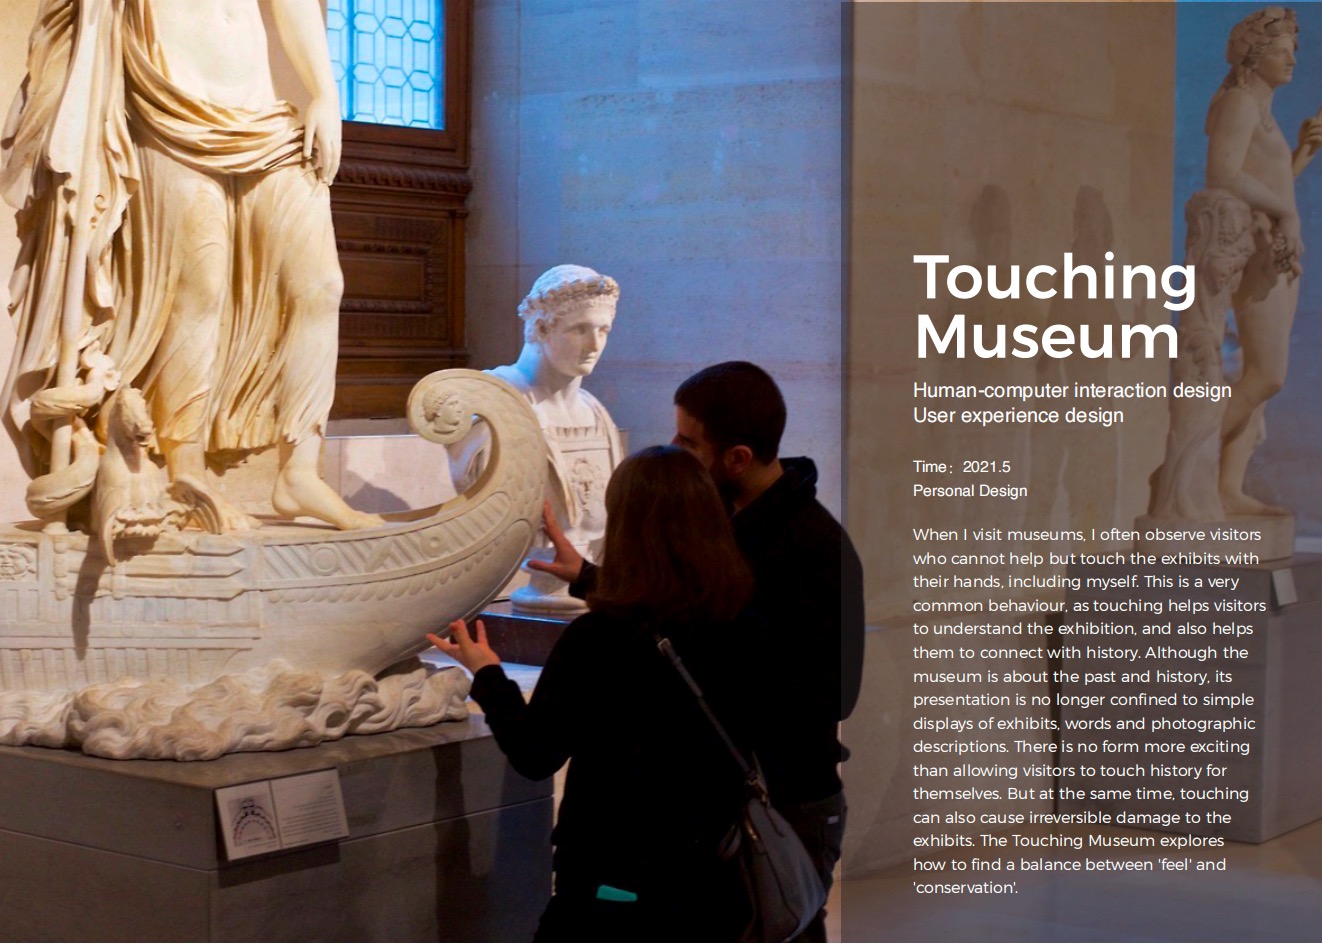 Touching
Museum
Human-computer interaction design
User experience design
Time：2021.5
Personal Design
When I visit museums, I often observe visitors
who cannot help but touch the exhibits with
their hands, including myself. This is a very
common behaviour, as touching helps visitors
to understand the exhibition, and also helps
them to connect with history. Although the
museum is about the past and history, its
presentation is no longer confined to simple
displays of exhibits, words and photographic
descriptions. There is no form more exciting
than allowing visitors to touch history for
themselves. But at the same time, touching
can also cause irreversible damage to the
exhibits. The Touching Museum explores
how to find a balance between 'feel' and
'conservation'.